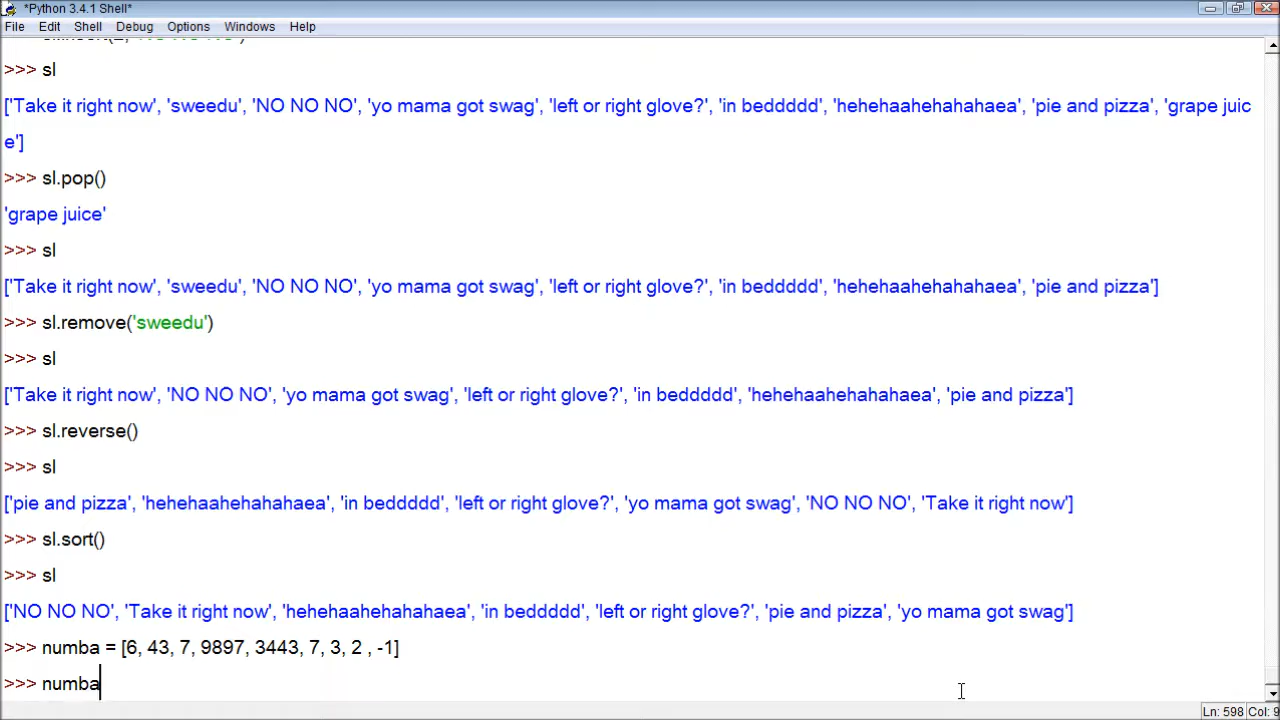 *Python 3.4.1 Shell*
File Edit Shell Debug Options Windows Help
>>> sl
['Take it right now', 'sweedu', 'NO NO NO', 'yo mama got swag', 'left or right glove?', 'in beddddd', 'hehehaahehahahaea', 'pie and pizza', 'grape juic
e']
>>> sl.pop()
'grape juice'
>>> sl
['Take it right now', 'sweedu', 'NO NO NO', 'yo mama got swag', 'left or right glove?', 'in beddddd', 'hehehaahehahahaea', 'pie and pizza']
>>> sl.remove('sweedu')
>>> sl
['Take it right now', 'NO NO NO', 'yo mama got swag', 'left or right glove?', 'in beddddd', 'hehehaahehahahaea', 'pie and pizza']
>>> sl.reverse()
>>> sl
['pie and pizza', 'hehehaahehahahaea', 'in beddddd', 'left or right glove?', 'yo mama got swag', 'NO NO NO', 'Take it right now']
>>> sl.sort()
>>> sl
['NO NO NO', 'Take it right now', 'hehehaahehahahaea', 'in beddddd', 'left or right glove?', 'pie and pizza', 'yo mama got swag']
>>> numba = [6, 43, 7, 9897, 3443, 7, 3, 2 , -1]
>>> numba
Ln: 598 Col: 9